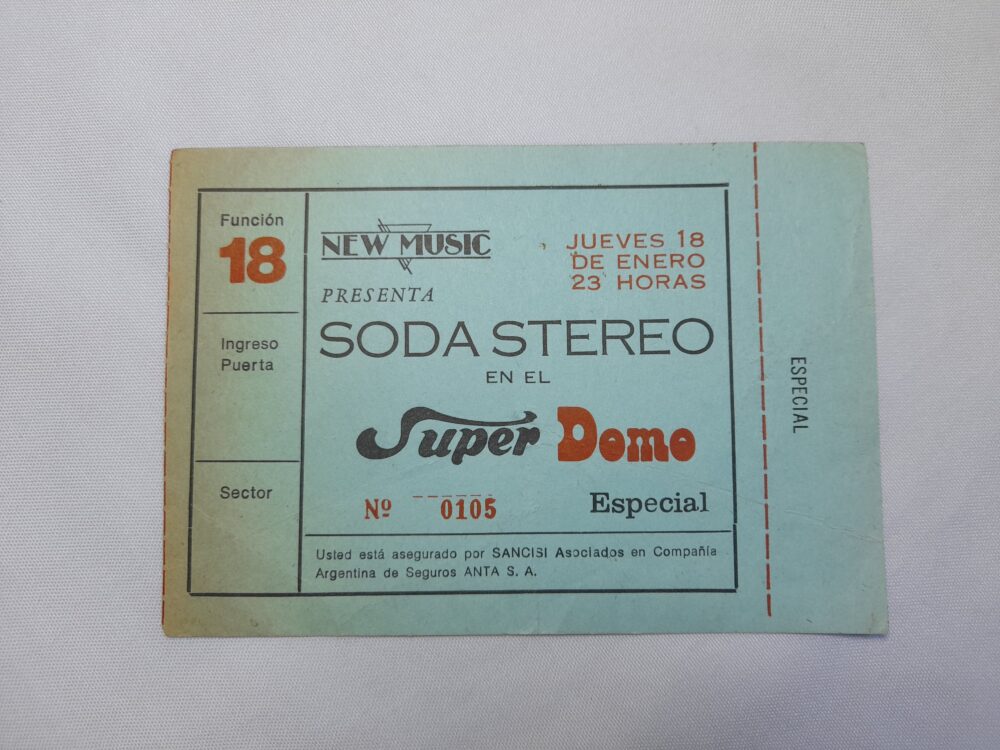 Función
18
Ingreso
Puerta
Sector
NEW MUSIC
PRESENTA
JUEVES 18
DE ENERO
23 HORAS
SODA STEREO
EN EL
Super Domo
Nº 0105
Especial
Usted está asegurado por SANCISI Asociados en Compañía
Argentina de Seguros ANTA S. A.
ESPECIAL